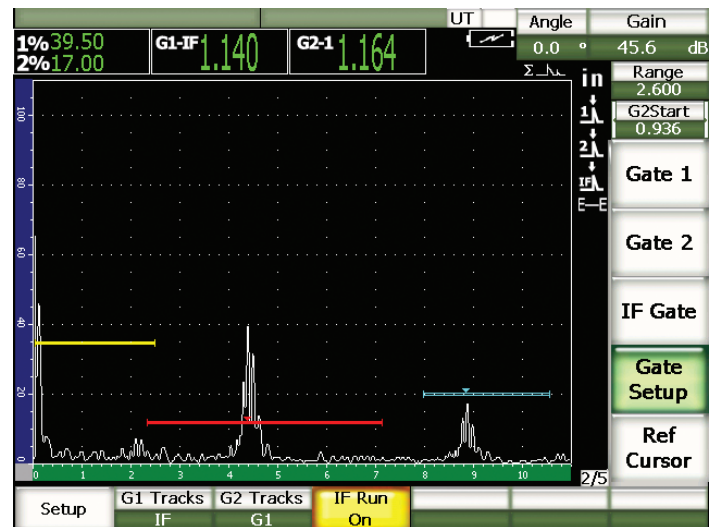 UT Angle Gain
1% 39.50 G1-IF 1.140 G2-1 1.164 0.0 ° 45.6 dB
2% 17.00
in Range
2.600
G2Start
0.936
100
80
60
40
20
0
1
2
IF
E—E
Gate 1
Gate 2
IF Gate
Gate
Setup
Ref
Cursor
0 1 2 3 4 5 6 7 8 9 10
2/5
Setup G1 Tracks G2 Tracks IF Run
IF G1 On